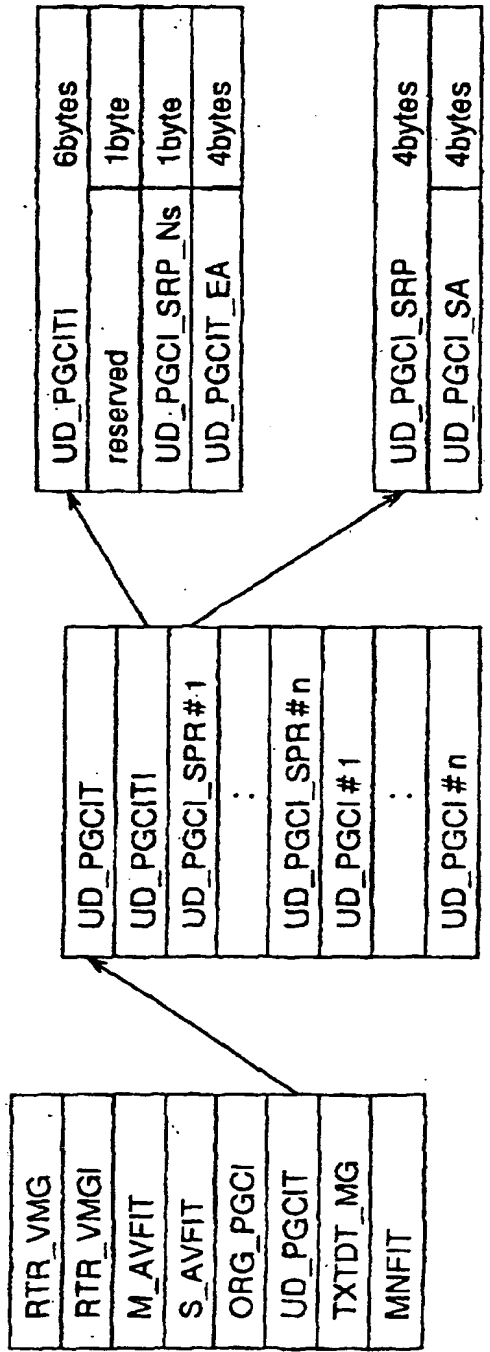 RTR_VMG
RTR_VMGI
M_AVFIT
S_AVFIT
ORG_PGCI
UD_PGCIT
TXTDT_MG
MNFIT
UD_PGCIT
UD_PGCITI
UD_PGCI_SPR#1
:
UD_PGCI_SPR#n
UD_PGCI#1
:
UD_PGCI#n
UD_PGCITI 6bytes
reserved 1byte
UD_PGCI_SRP_Ns 1byte
UD_PGCIT_EA 4bytes
UD_PGCI_SRP 4bytes
UD_PGCI_SA 4bytes